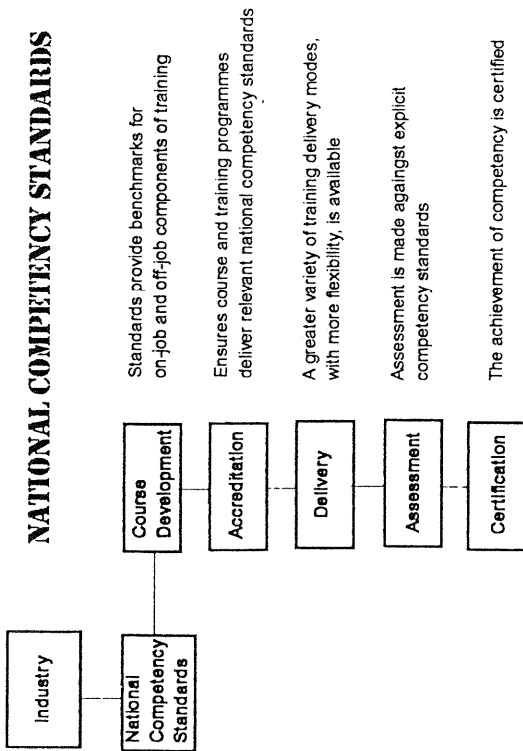 NATIONAL COMPETENCY STANDARDS
Industry
National
Competency
Standards
Course
Development
Standards provide benchmarks for
on-job and off-job components of training
Accreditation
Ensures course and training programmes
deliver relevant national competency standards
Delivery
A greater variety of training delivery modes,
with more flexibility, is available
Assessment
Assessment is made againgst explicit
competency standards
Certification
The achievement of competency is certified